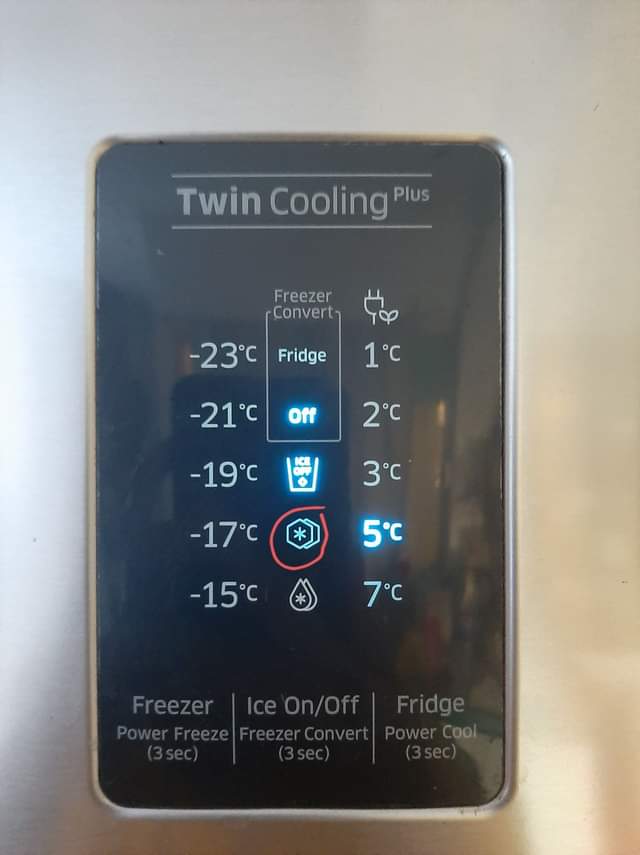 Twin Cooling Plus
Freezer
Convert
-23°C Fridge 1°C
-21°C Off 2°C
-19°C ICE OFF 3°C
-17°C 5°C
-15°C 7°C
Freezer Ice On/Off Fridge
Power Freeze Freezer Convert Power Cool
(3 sec) (3 sec) (3 sec)